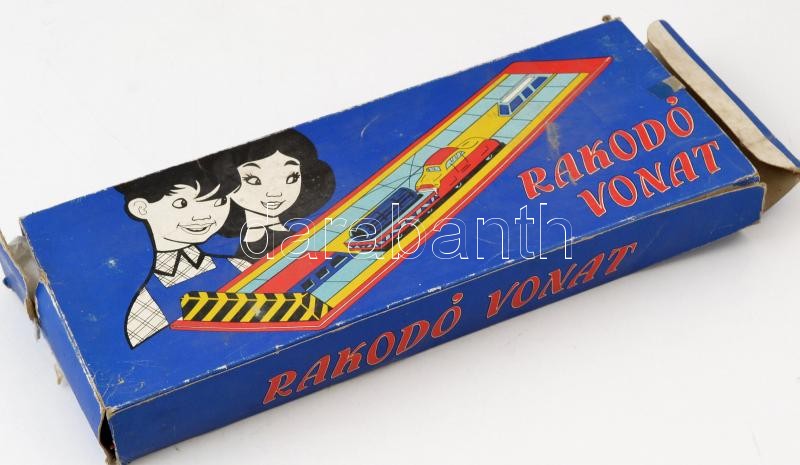 RAKODÓ
VONAT
darabanth
RAKODÓ VONAT